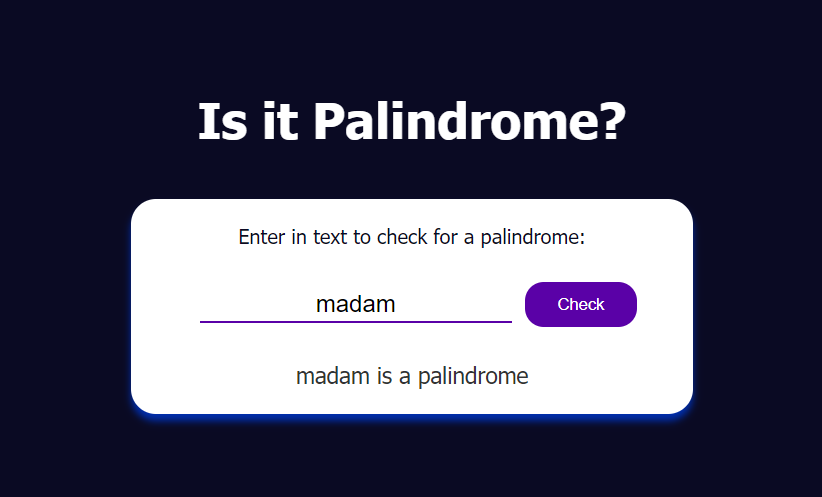 Is it Palindrome?
Enter in text to check for a palindrome:
madam
Check
madam is a palindrome